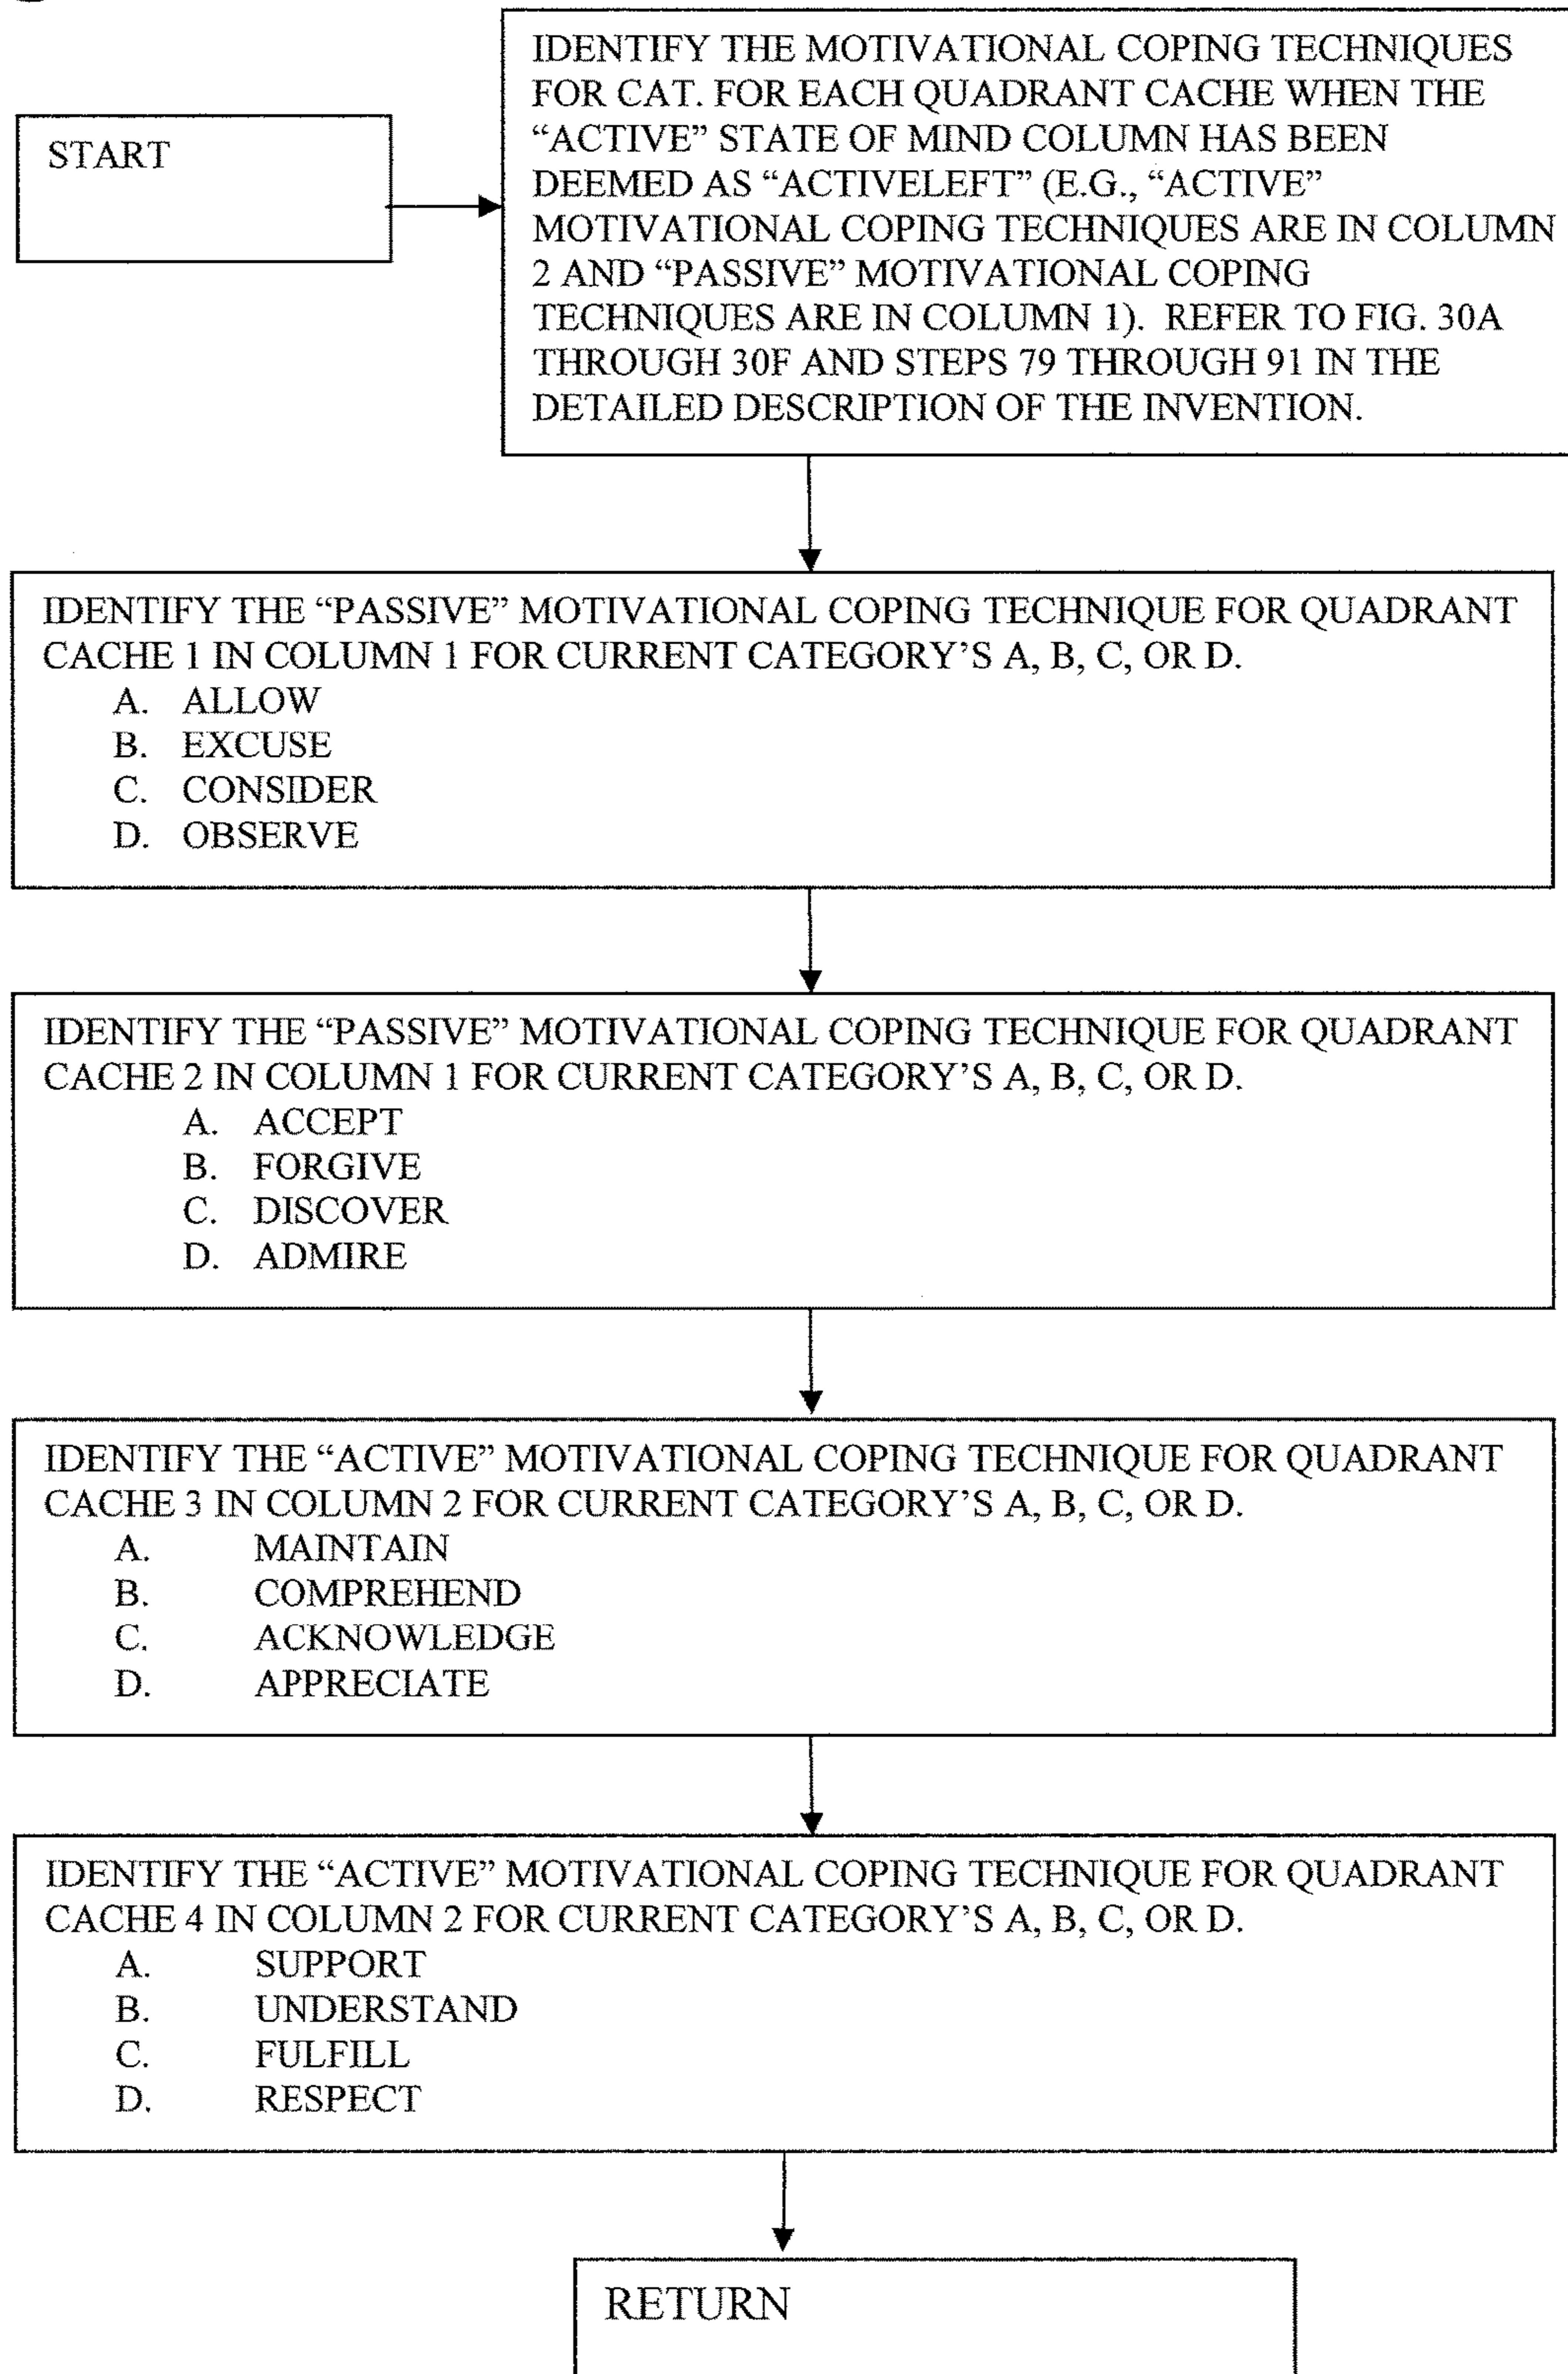 START
IDENTIFY THE MOTIVATIONAL COPING TECHNIQUES
FOR CAT. FOR EACH QUADRANT CACHE WHEN THE
“ACTIVE” STATE OF MIND COLUMN HAS BEEN
DEEMED AS “ACTIVELEFT” (E.G., “ACTIVE”
MOTIVATIONAL COPING TECHNIQUES ARE IN COLUMN
2 AND “PASSIVE” MOTIVATIONAL COPING
TECHNIQUES ARE IN COLUMN 1). REFER TO FIG. 30A
THROUGH 30F AND STEPS 79 THROUGH 91 IN THE
DETAILED DESCRIPTION OF THE INVENTION.
IDENTIFY THE “PASSIVE” MOTIVATIONAL COPING TECHNIQUE FOR QUADRANT
CACHE 1 IN COLUMN 1 FOR CURRENT CATEGORY’S A, B, C, OR D.
A. ALLOW
B. EXCUSE
C. CONSIDER
D. OBSERVE
IDENTIFY THE “PASSIVE” MOTIVATIONAL COPING TECHNIQUE FOR QUADRANT
CACHE 2 IN COLUMN 1 FOR CURRENT CATEGORY’S A, B, C, OR D.
A. ACCEPT
B. FORGIVE
C. DISCOVER
D. ADMIRE
IDENTIFY THE “ACTIVE” MOTIVATIONAL COPING TECHNIQUE FOR QUADRANT
CACHE 3 IN COLUMN 2 FOR CURRENT CATEGORY’S A, B, C, OR D.
A. MAINTAIN
B. COMPREHEND
C. ACKNOWLEDGE
D. APPRECIATE
IDENTIFY THE “ACTIVE” MOTIVATIONAL COPING TECHNIQUE FOR QUADRANT
CACHE 4 IN COLUMN 2 FOR CURRENT CATEGORY’S A, B, C, OR D.
A. SUPPORT
B. UNDERSTAND
C. FULFILL
D. RESPECT
RETURN